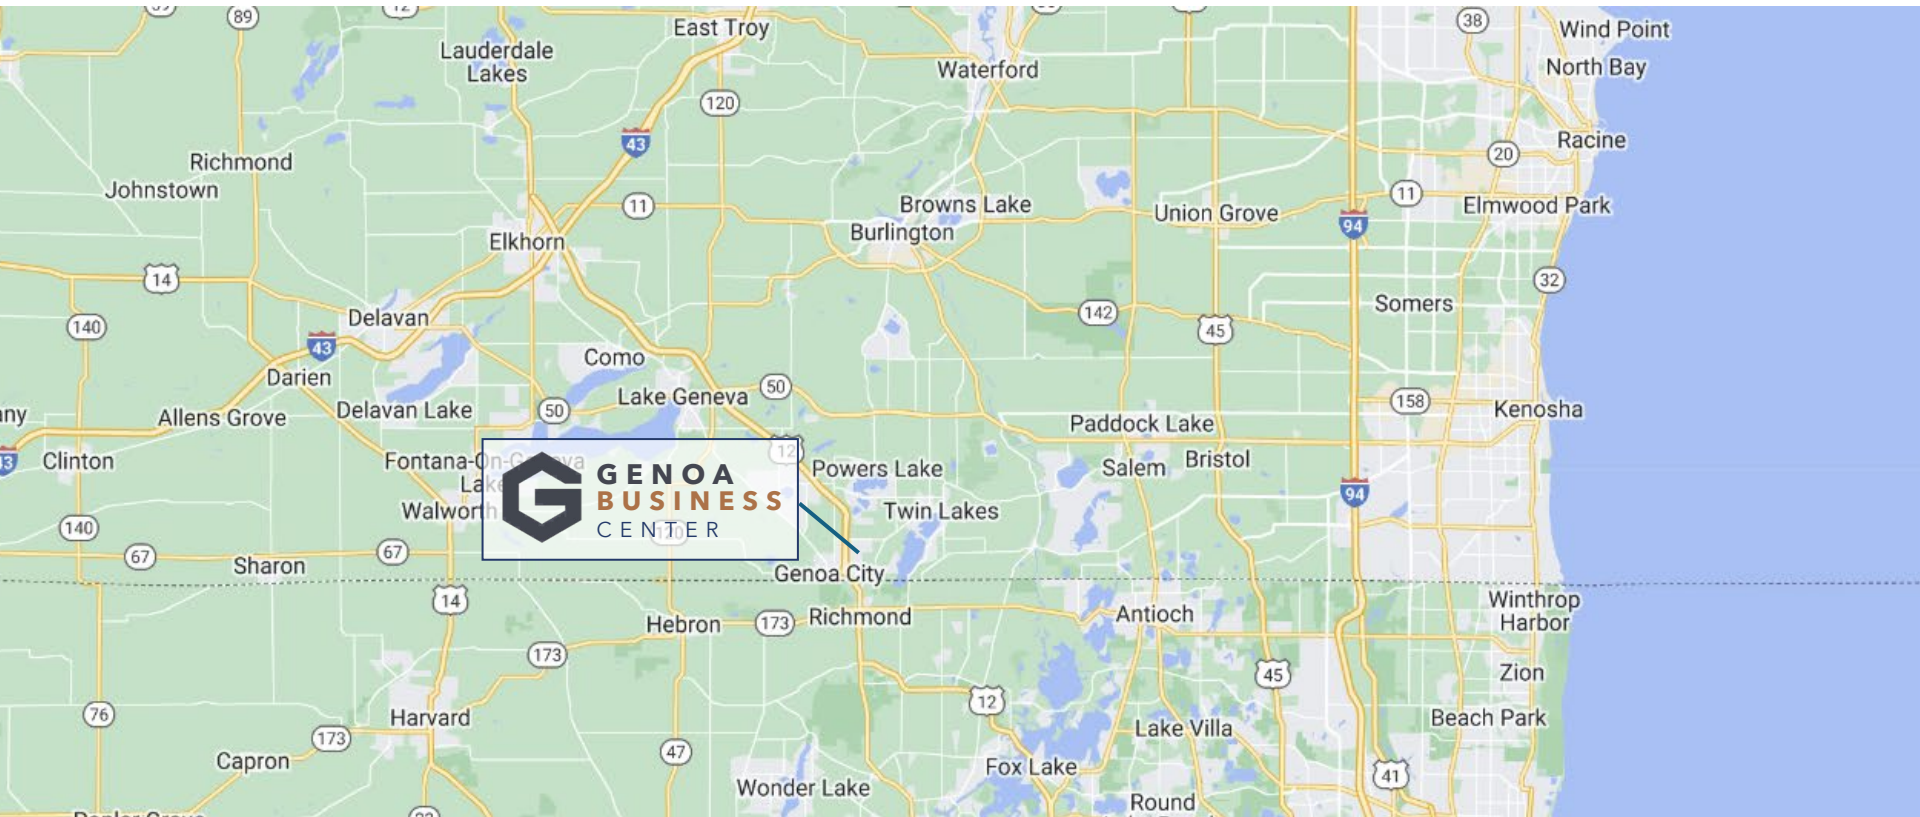 89
12
East Troy
38
Wind Point
Lauderdale
Lakes
Waterford
North Bay
120
43
Racine
20
Richmond
Johnstown
11
Browns Lake
11
Union Grove
Elmwood Park
Burlington
94
Elkhorn
14
32
Somers
142
Delavan
140
45
43
Como
Darien
50
Lake Geneva
158
Delavan Lake
50
Allens Grove
Kenosha
Paddock Lake
12
Clinton
Powers Lake
Salem
Bristol
GENOA
BUSINESS
CENTER
Fontana-On-Geneva
94
Walworth
Twin Lakes
140
120
67
67
Sharon
Genoa City
14
Winthrop
Harbor
Hebron
173
Richmond
Antioch
173
Zion
45
12
76
Harvard
Beach Park
Lake Villa
173
47
Capron
Fox Lake
41
Wonder Lake
Round